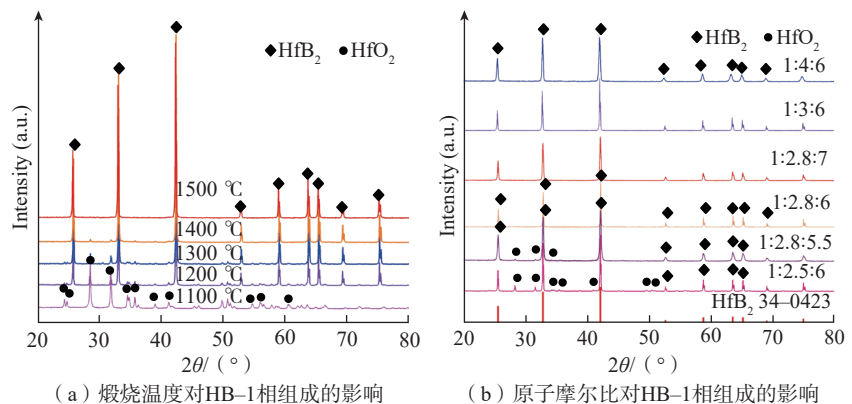 ◆HfB₂ ●HfO₂
Intensity (a.u.)
1500 ℃
1400 ℃
1300 ℃
1200 ℃
1100 ℃
20 30 40 50 60 70 80
2θ/(°)
(a)煅烧温度对HB–1相组成的影响
◆HfB₂ ●HfO₂
Intensity (a.u.)
1:4:6
1:3:6
1:2.8:7
1:2.8:6
1:2.8:5.5
1:2.5:6
HfB₂ 34–0423
20 30 40 50 60 70 80
2θ/(°)
(b)原子摩尔比对HB–1相组成的影响